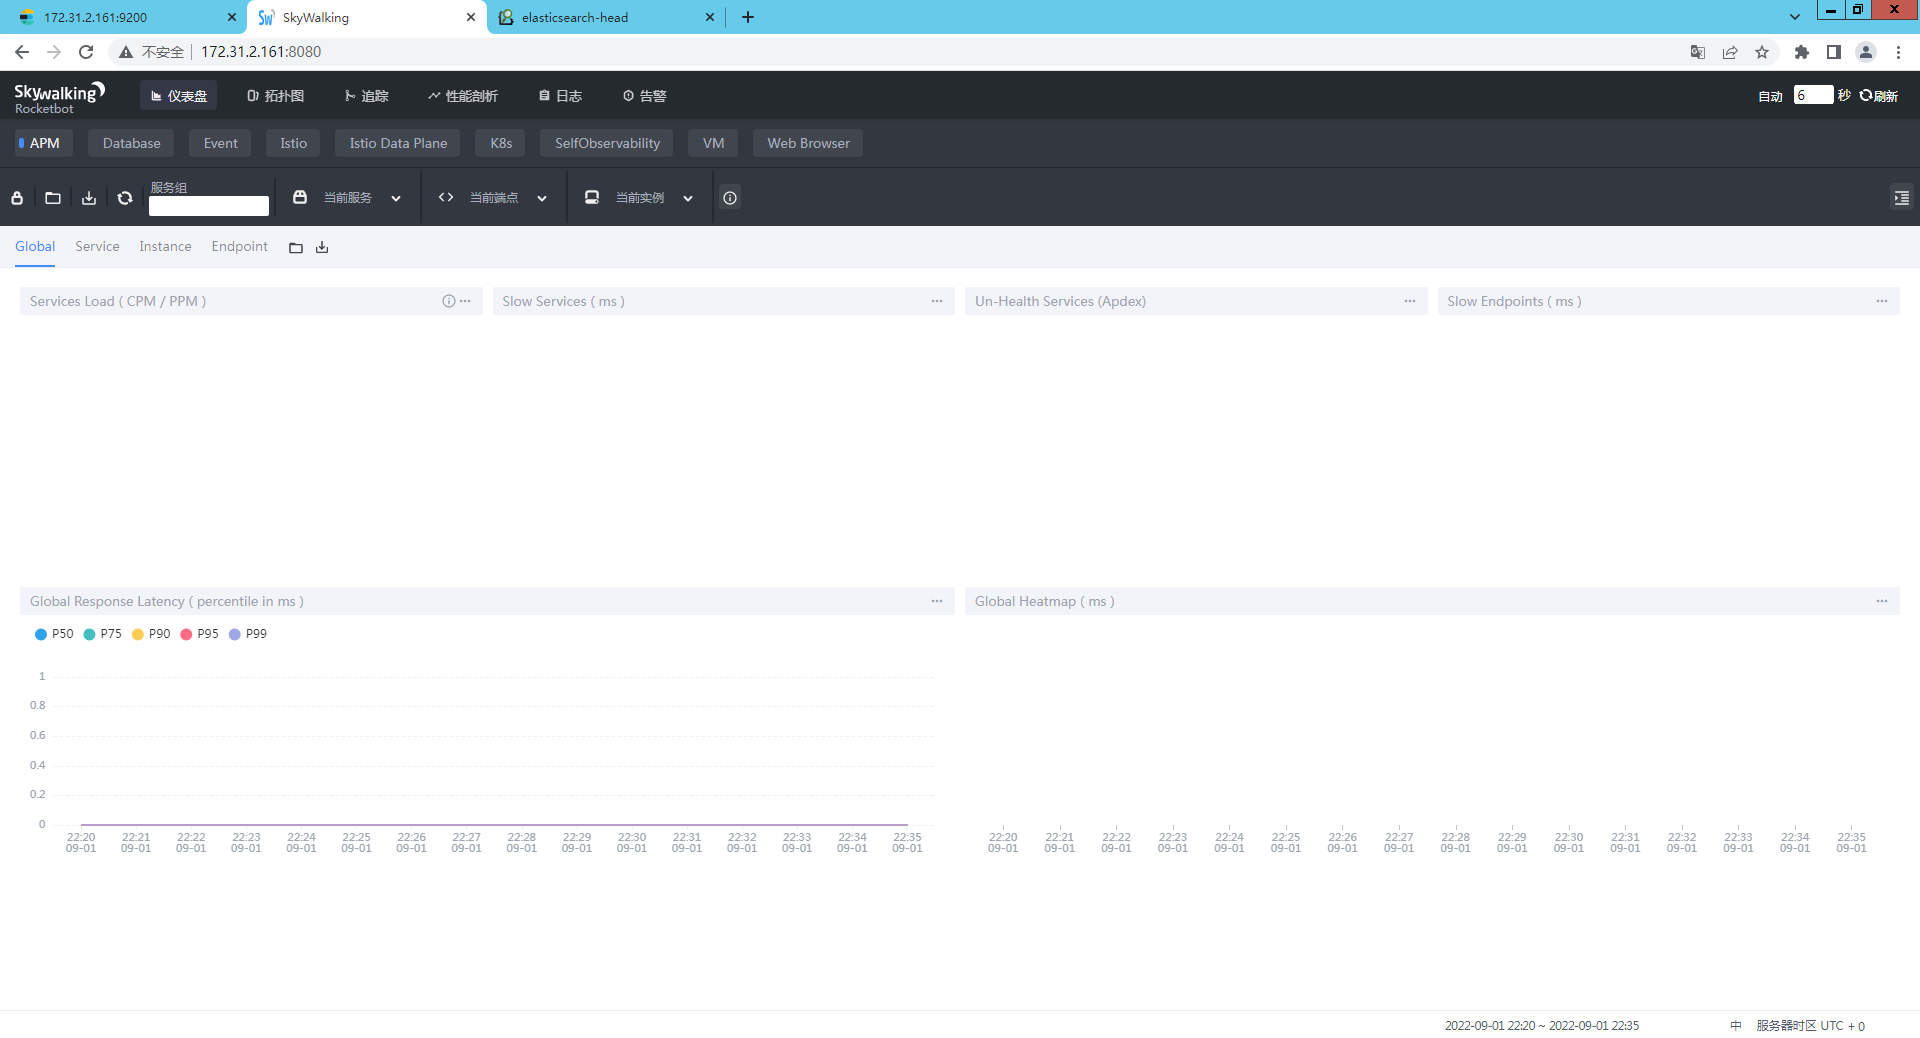 172.31.2.161:9200
SkyWalking
elasticsearch-head
不安全 172.31.2.161:8080
Skywalking
Rocketbot
仪表盘 拓扑图 追踪 性能剖析 日志 告警
自动 6 秒 刷新
APM Database Event Istio Istio Data Plane K8s SelfObservability VM Web Browser
服务组
当前服务 当前端点 当前实例
Global Service Instance Endpoint
Services Load ( CPM / PPM ) Slow Services ( ms ) Un-Health Services (Apdex) Slow Endpoints ( ms )
Global Response Latency ( percentile in ms ) Global Heatmap ( ms )
P50 P75 P90 P95 P99
1
0.8
0.6
0.4
0.2
0
22:20 22:21 22:22 22:23 22:24 22:25 22:26 22:27 22:28 22:29 22:30 22:31 22:32 22:33 22:34 22:35
09-01 09-01 09-01 09-01 09-01 09-01 09-01 09-01 09-01 09-01 09-01 09-01 09-01 09-01 09-01 09-01
22:20 22:21 22:22 22:23 22:24 22:25 22:26 22:27 22:28 22:29 22:30 22:31 22:32 22:33 22:34 22:35
09-01 09-01 09-01 09-01 09-01 09-01 09-01 09-01 09-01 09-01 09-01 09-01 09-01 09-01 09-01 09-01
2022-09-01 22:20 ~ 2022-09-01 22:35 中 服务器时区 UTC + 0